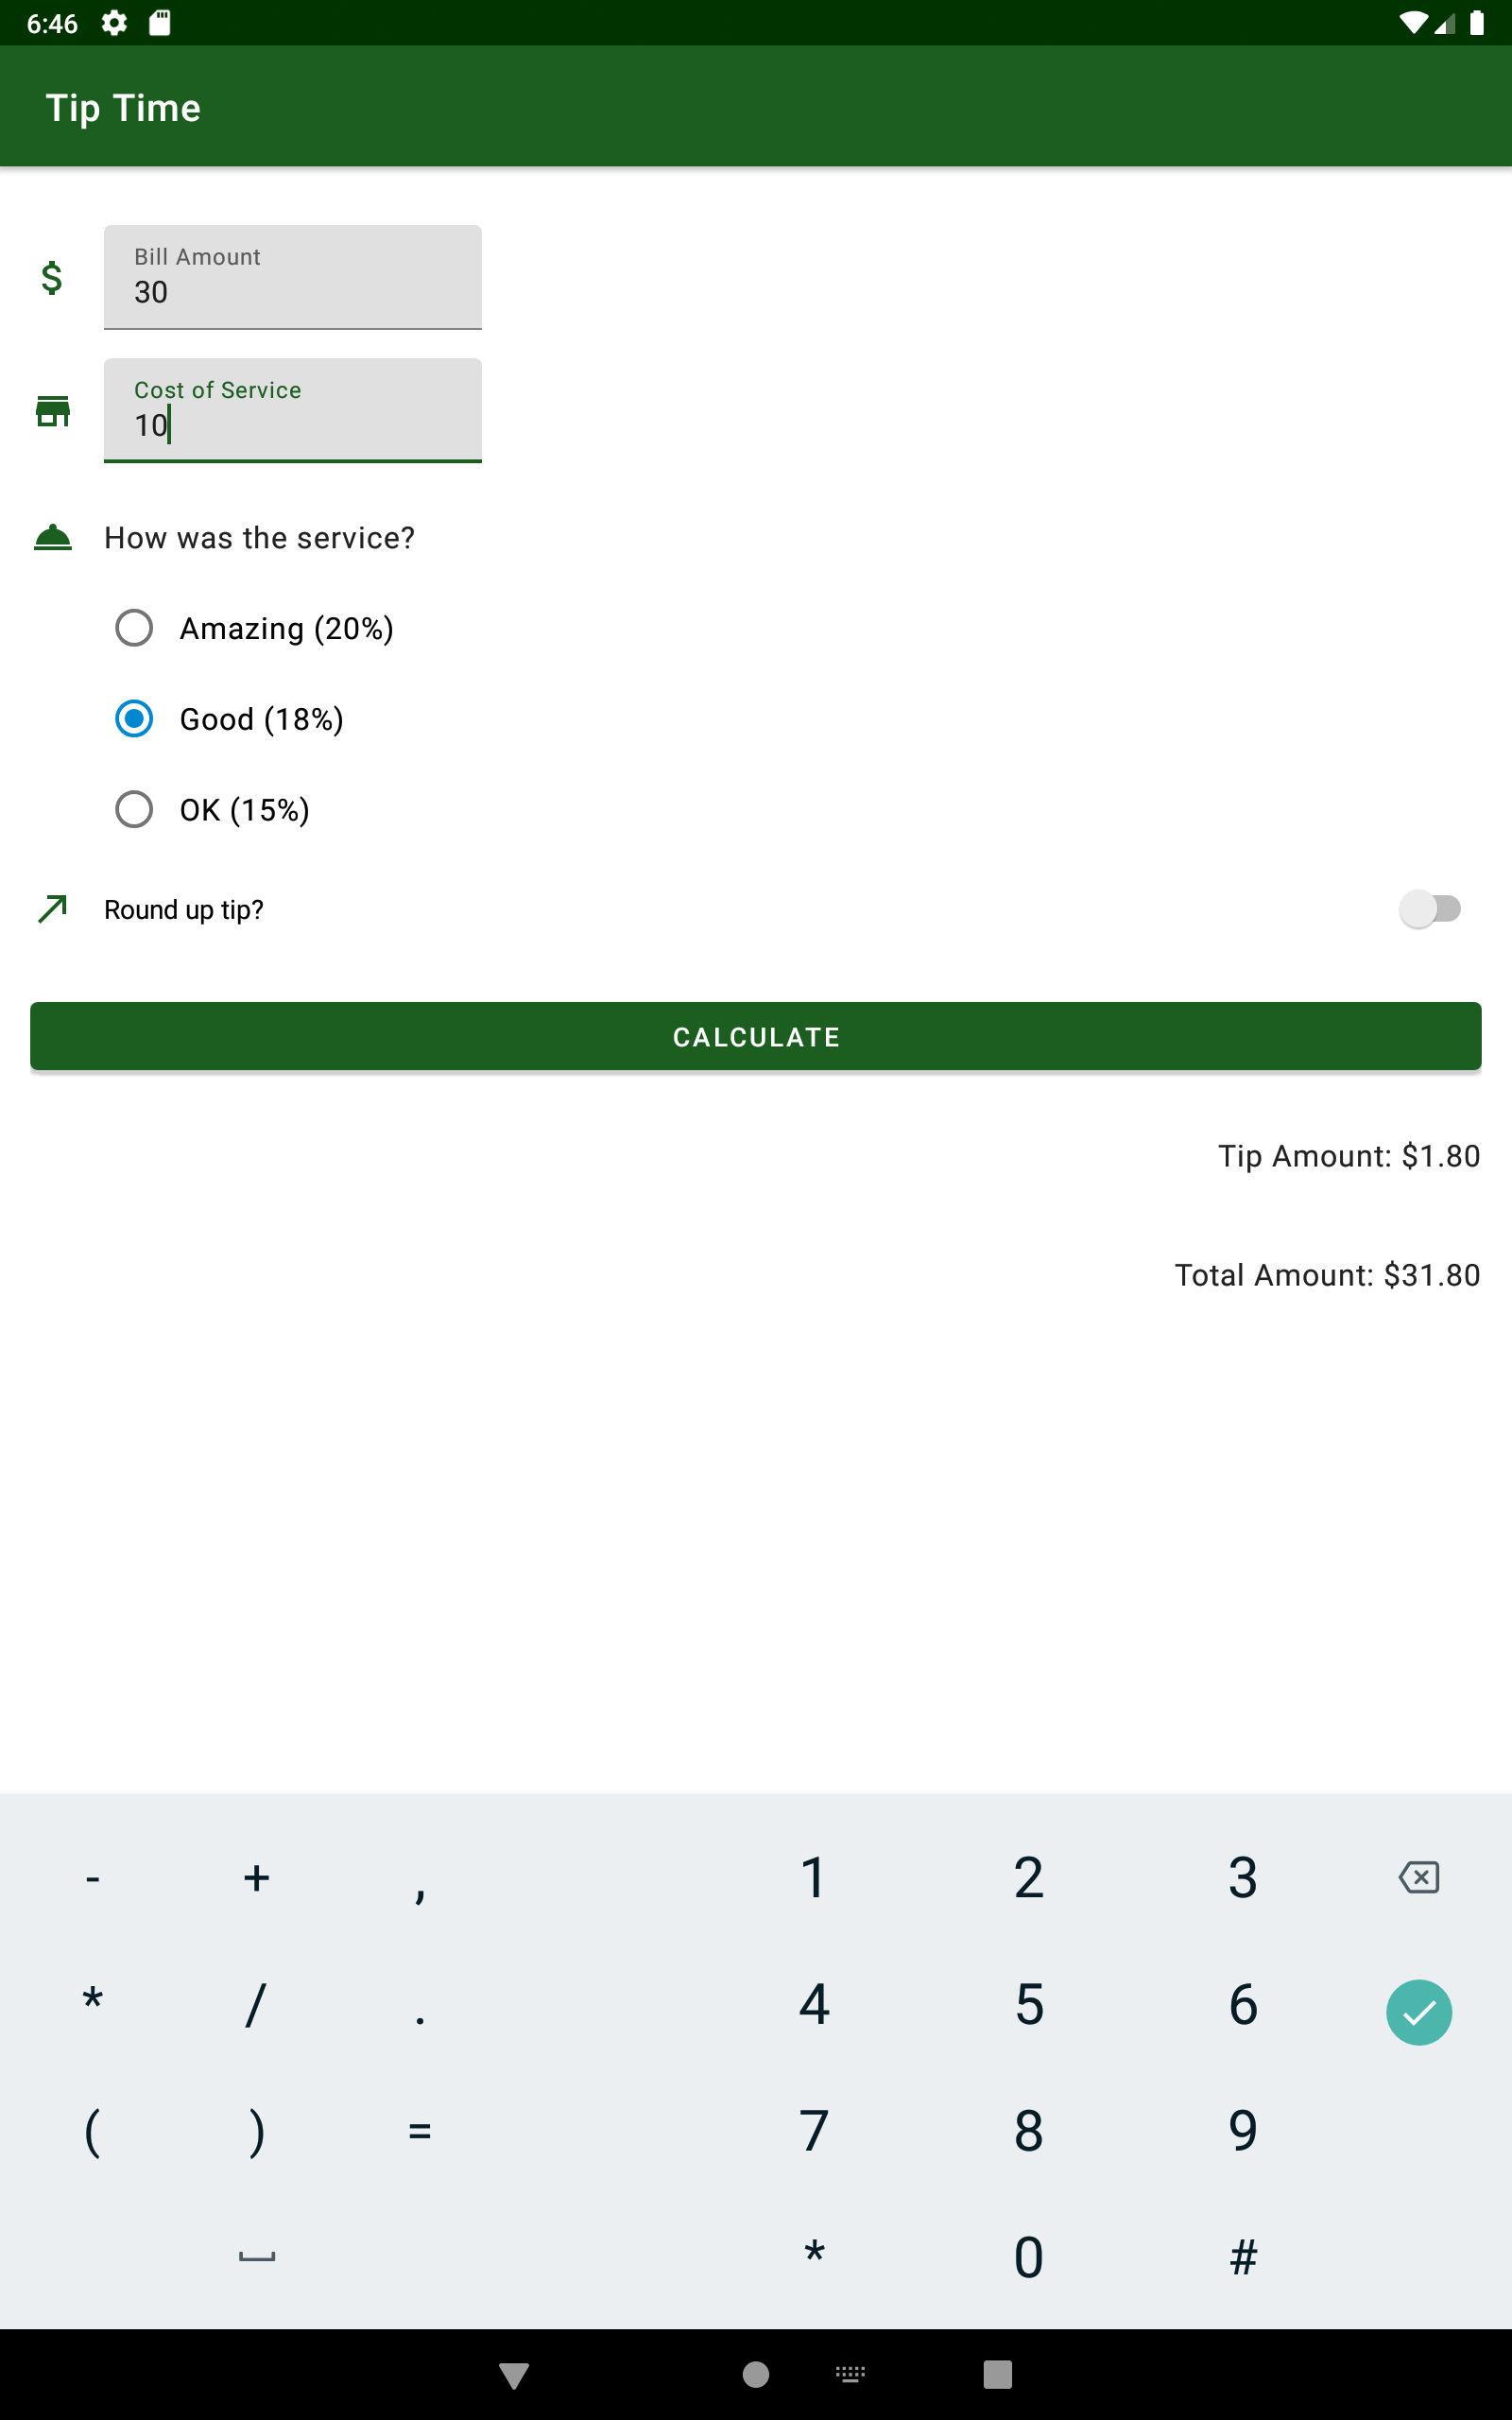 6:46
Tip Time
$
Bill Amount
30
Cost of Service
10
How was the service?
Amazing (20%)
Good (18%)
OK (15%)
Round up tip?
CALCULATE
Tip Amount: $1.80
Total Amount: $31.80
- + , 1 2 3
* / . 4 5 6
( ) = 7 8 9
* 0 #